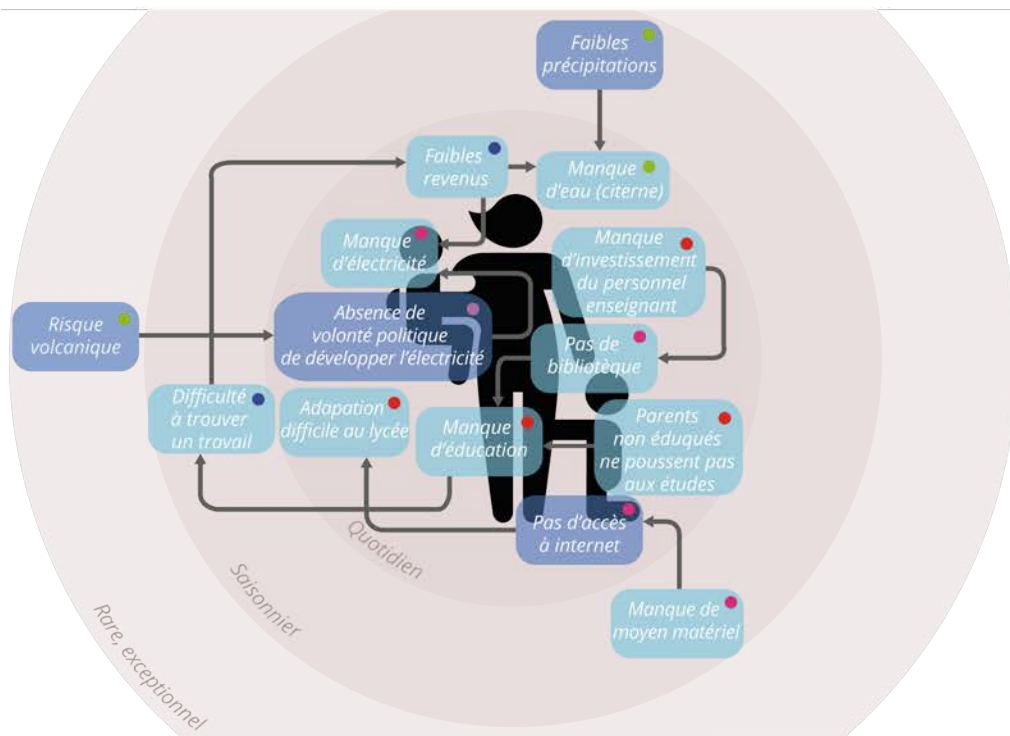 Faibles
précipitations
Faibles
revenus
Manque
d'eau (citerne)
Manque
d'électricité
Manque
d'investissement
du personnel
enseignant
Risque
volcanique
Absence de
volonté politique
de développer l'électricité
Pas de
bibliotèque
Difficulté
à trouver
un travail
Adapation
difficile au lycée
Manque
d'éducation
Parents
non éduqués
ne poussent pas
aux études
Pas d'accès
à internet
Manque de
moyen matériel
Quotidien
Saisonnier
Rare, exceptionnel